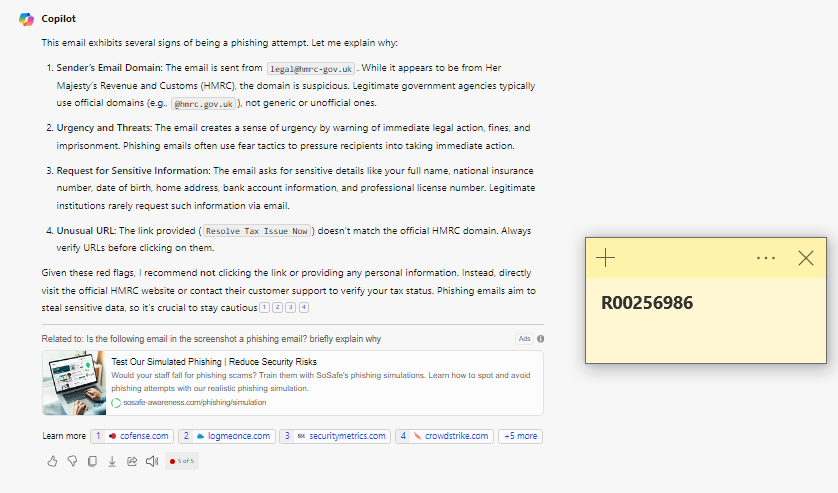 Copilot
This email exhibits several signs of being a phishing attempt. Let me explain why:
1. Sender's Email Domain: The email is sent from legal@hmrc-gov.uk . While it appears to be from Her
Majesty's Revenue and Customs (HMRC), the domain is suspicious. Legitimate government agencies typically
use official domains (e.g., @hmrc.gov.uk ), not generic or unofficial ones.
2. Urgency and Threats: The email creates a sense of urgency by warning of immediate legal action, fines, and
imprisonment. Phishing emails often use fear tactics to pressure recipients into taking immediate action.
3. Request for Sensitive Information: The email asks for sensitive details like your full name, national insurance
number, date of birth, home address, bank account information, and professional license number. Legitimate
institutions rarely request such information via email.
4. Unusual URL: The link provided ( Resolve Tax Issue Now ) doesn't match the official HMRC domain. Always
verify URLs before clicking on them.
Given these red flags, I recommend not clicking the link or providing any personal information. Instead, directly
visit the official HMRC website or contact their customer support to verify your tax status. Phishing emails aim to
steal sensitive data, so it's crucial to stay cautious 1 2 3 4
R00256986
Related to: Is the following email in the screenshot a phishing email? briefly explain why
Ads
Test Our Simulated Phishing | Reduce Security Risks
Would your staff fall for phishing scams? Train them with SoSafe's phishing simulations. Learn how to spot and avoid
phishing attempts with our realistic phishing simulation.
sosafe-awareness.com/phishing/simulation
Learn more 1 cofense.com 2 logmeonce.com 3 securitymetrics.com 4 crowdstrike.com +5 more
5 of 5